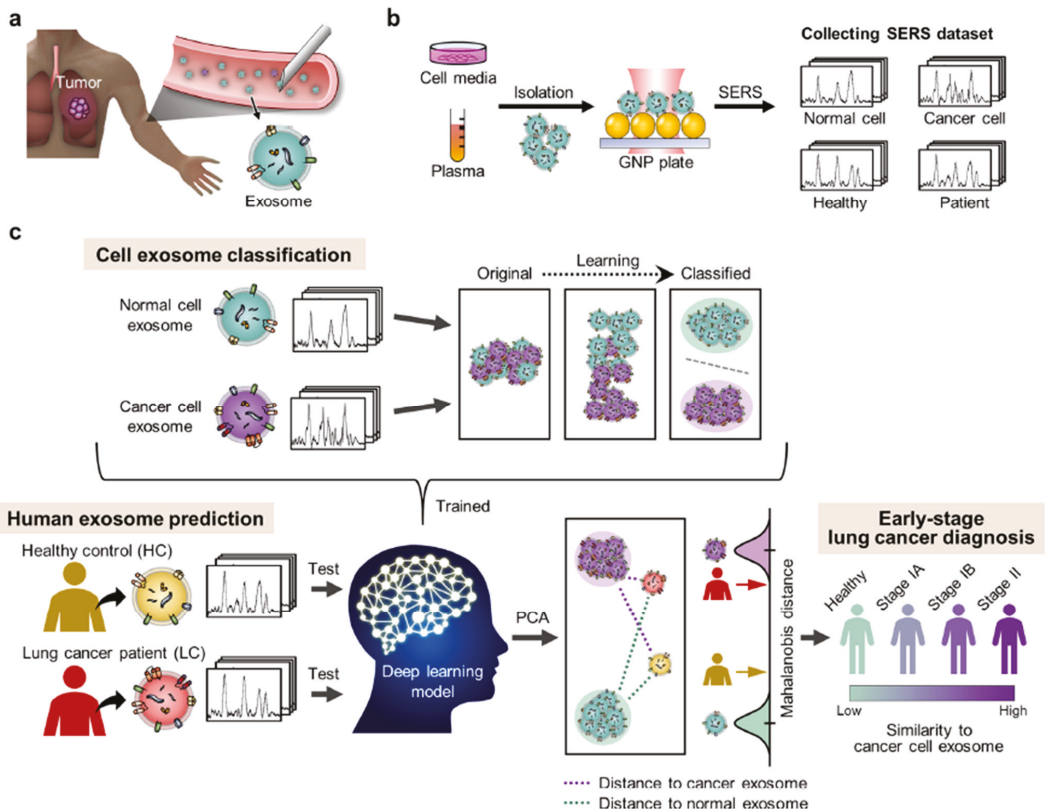 a
Tumor
Exosome
b
Cell media
Plasma
Isolation
GNP plate
SERS
Collecting SERS dataset
Normal cell
Cancer cell
Healthy
Patient
c
Cell exosome classification
Normal cell
exosome
Cancer cell
exosome
Original
Learning
Classified
Trained
Human exosome prediction
Healthy control (HC)
Test
Lung cancer patient (LC)
Test
Deep learning
model
PCA
Mahalanobis distance
Distance to cancer exosome
Distance to normal exosome
Early-stage
lung cancer diagnosis
Healthy
Stage IA
Stage IB
Stage II
Low
High
Similarity to
cancer cell exosome